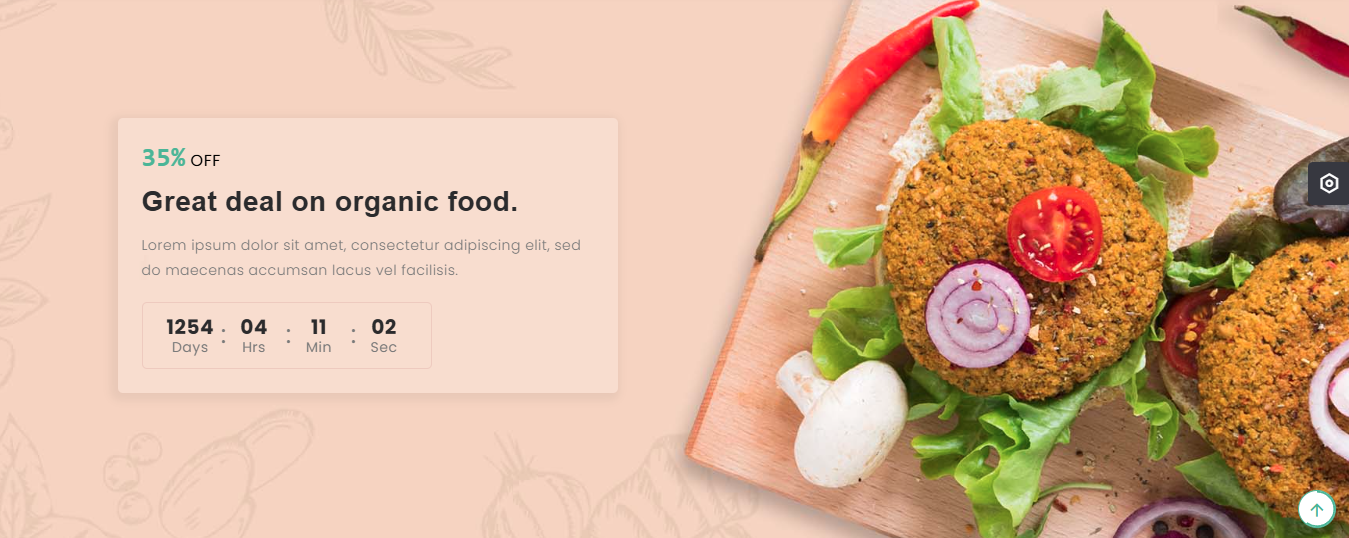 35% OFF
Great deal on organic food.
Lorem ipsum dolor sit amet, consectetur adipiscing elit, sed
do maecenas accumsan lacus vel facilisis.
1254 : 04 : 11 : 02
Days Hrs Min Sec